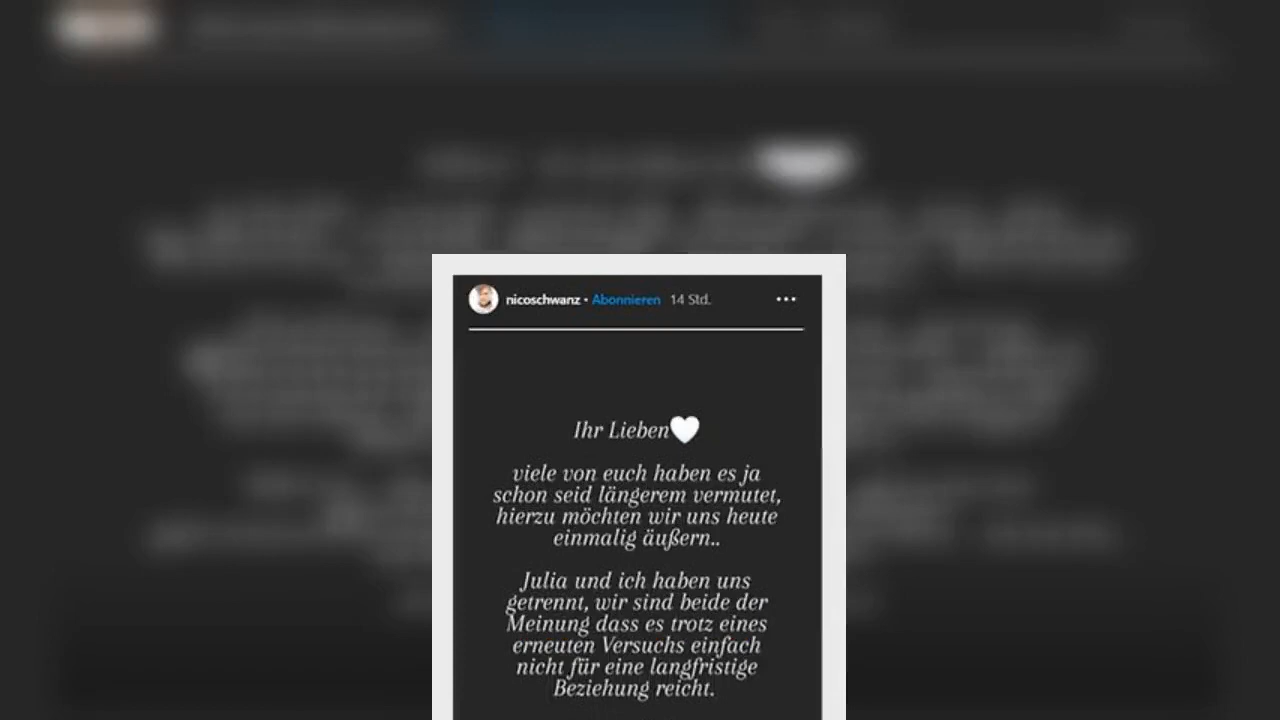 nicoschwanz • Abonnieren 14 Std.
Ihr Lieben🤍
viele von euch haben es ja
schon seid längerem vermutet,
hierzu möchten wir uns heute
einmalig äußern..
Julia und ich haben uns
getrennt, wir sind beide der
Meinung dass es trotz eines
erneuten Versuchs einfach
nicht für eine langfristige
Beziehung reicht.